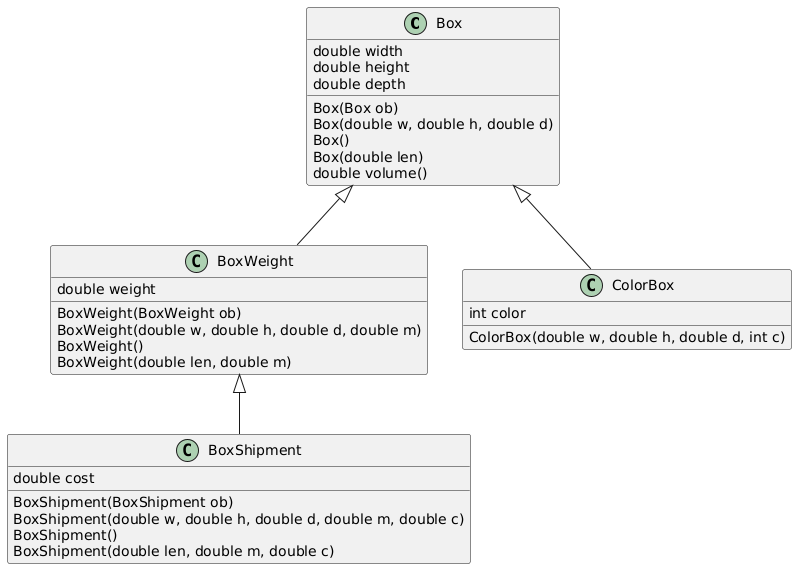 C Box
double width
double height
double depth
Box(Box ob)
Box(double w, double h, double d)
Box()
Box(double len)
double volume()
C BoxWeight
double weight
BoxWeight(BoxWeight ob)
BoxWeight(double w, double h, double d, double m)
BoxWeight()
BoxWeight(double len, double m)
C ColorBox
int color
ColorBox(double w, double h, double d, int c)
C BoxShipment
double cost
BoxShipment(BoxShipment ob)
BoxShipment(double w, double h, double d, double m, double c)
BoxShipment()
BoxShipment(double len, double m, double c)